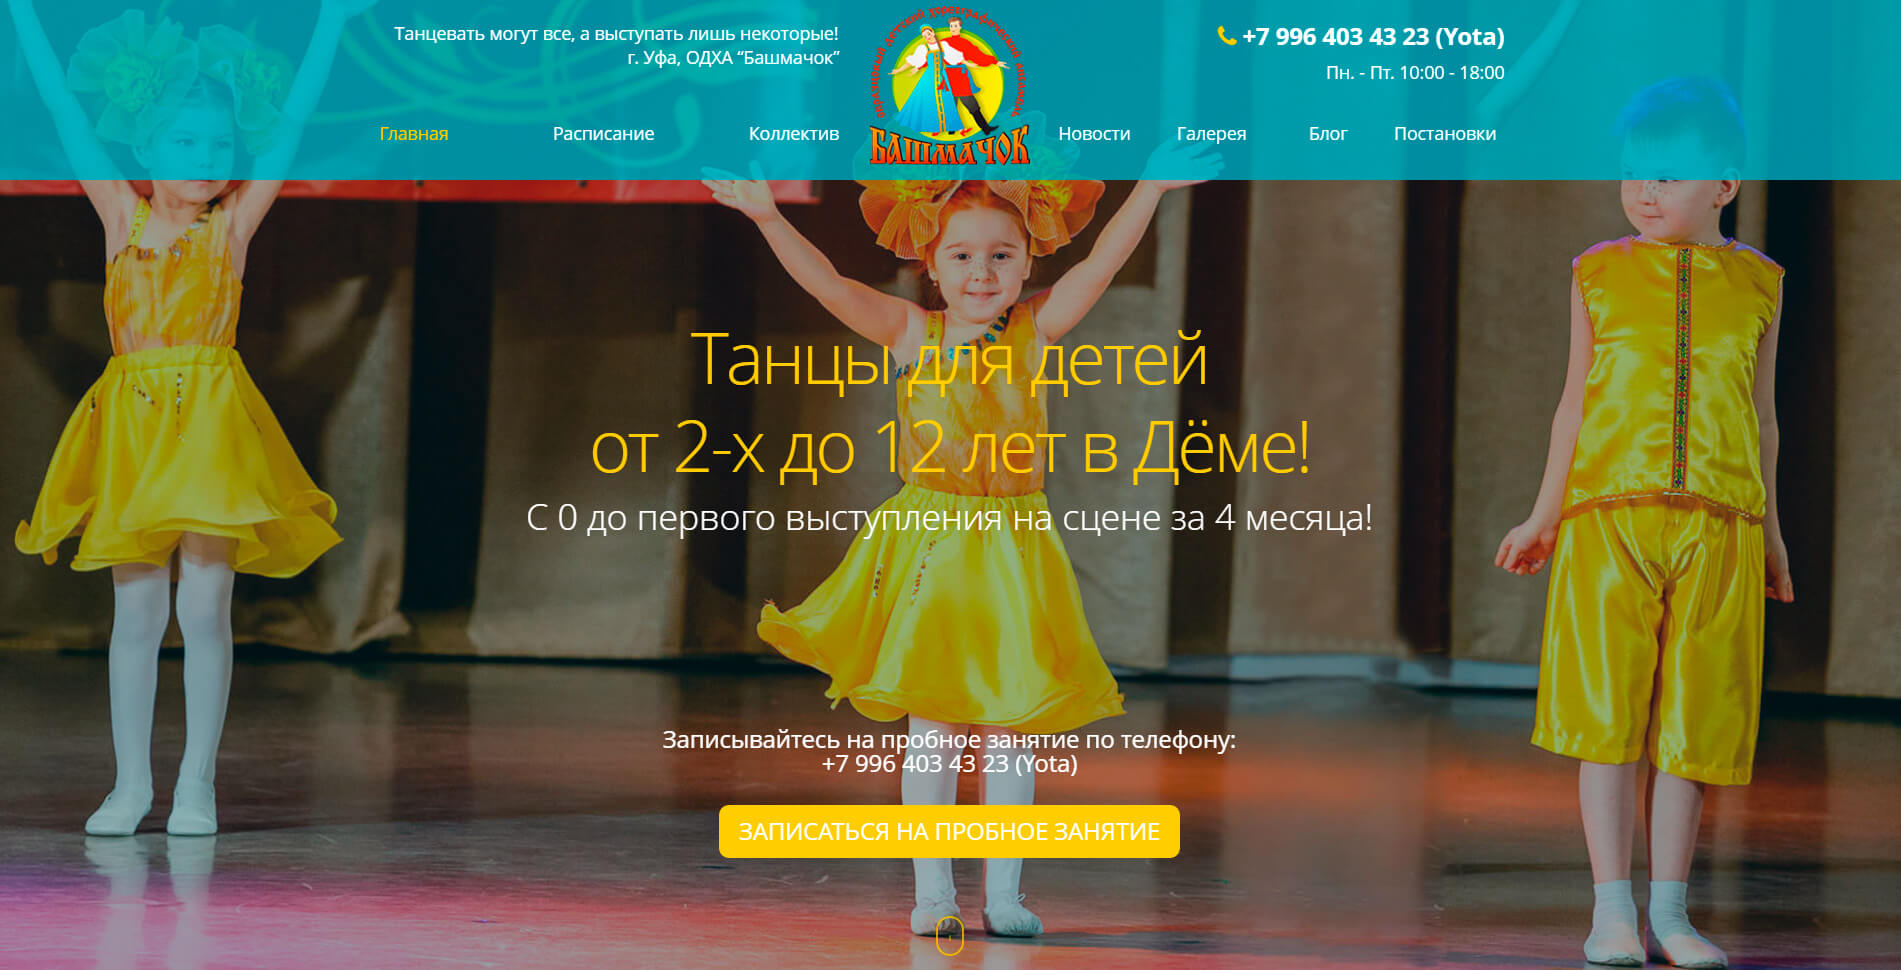 Танцевать могут все, а выступать лишь некоторые!
г. Уфа, ОДХА “Башмачок”
БАШМАЧОК
+7 996 403 43 23 (Yota)
Пн. - Пт. 10:00 - 18:00
Главная
Расписание
Коллектив
Новости
Галерея
Блог
Постановки
Танцы для детей
от 2-х до 12 лет в Дёме!
С 0 до первого выступления на сцене за 4 месяца!
Записывайтесь на пробное занятие по телефону:
+7 996 403 43 23 (Yota)
ЗАПИСАТЬСЯ НА ПРОБНОЕ ЗАНЯТИЕ